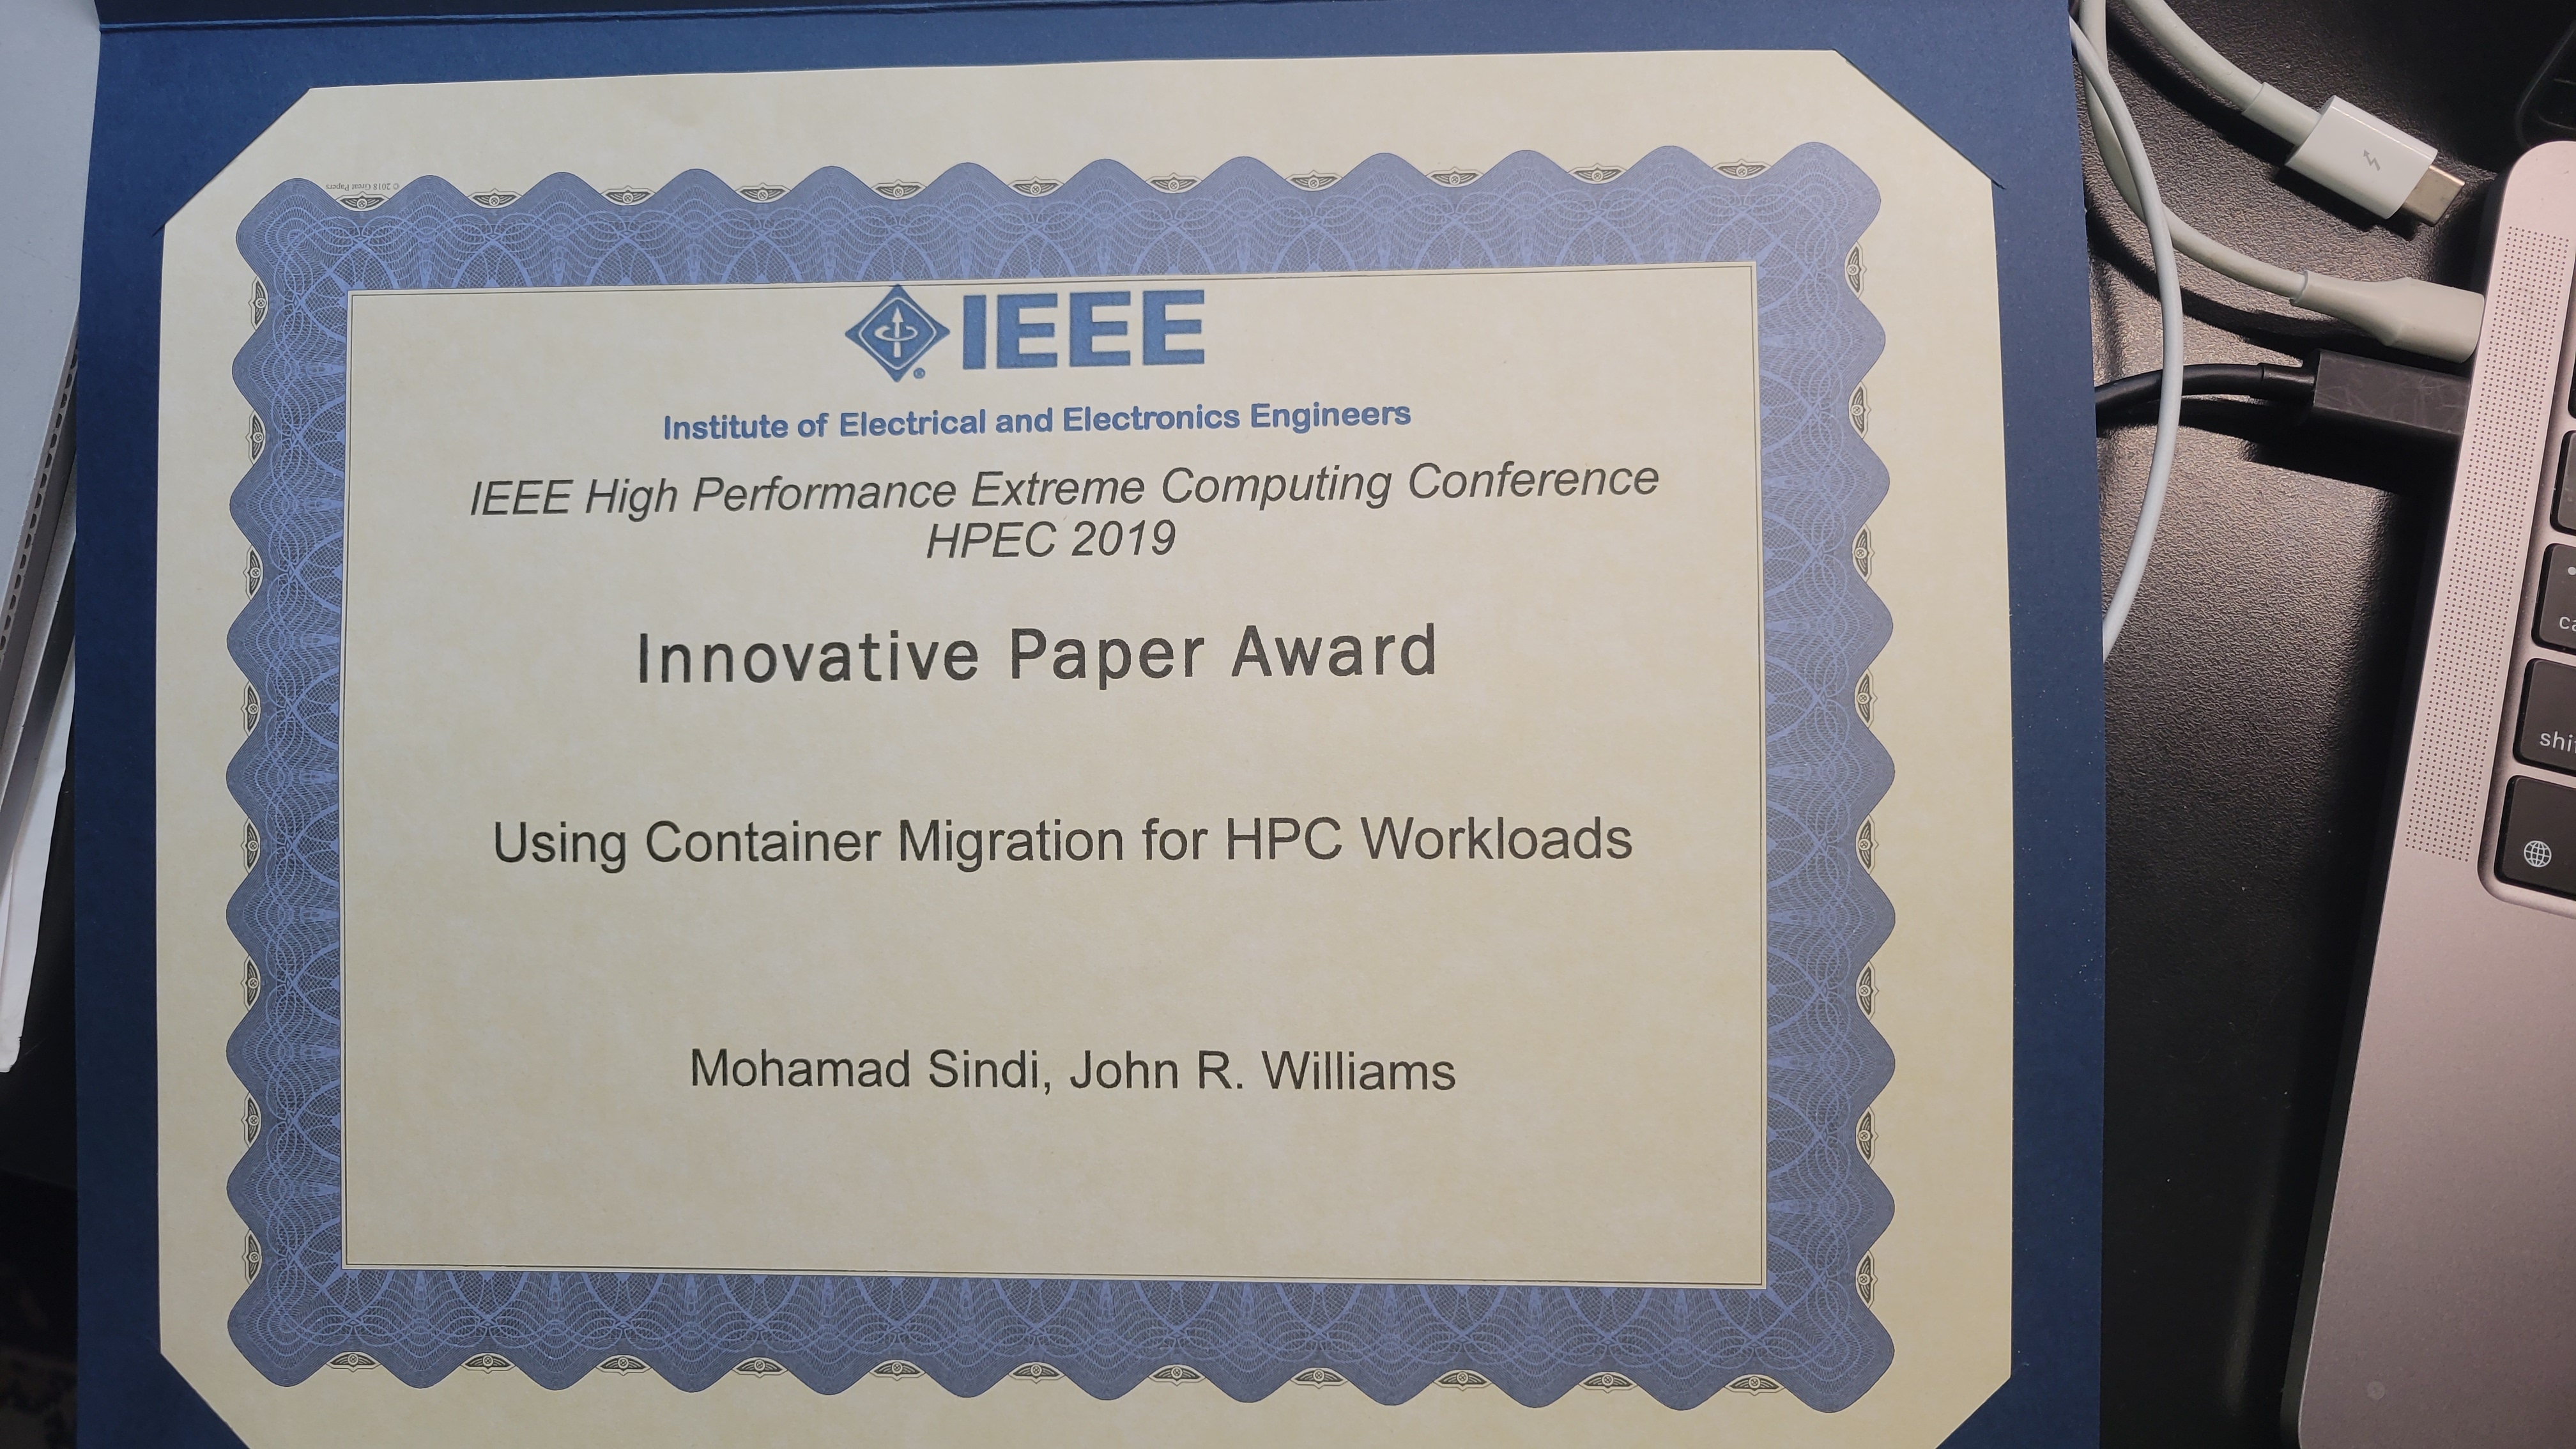 © 2018 Great Papers
IEEE
Institute of Electrical and Electronics Engineers
IEEE High Performance Extreme Computing Conference
HPEC 2019
Innovative Paper Award
Using Container Migration for HPC Workloads
Mohamad Sindi, John R. Williams
ca
shi